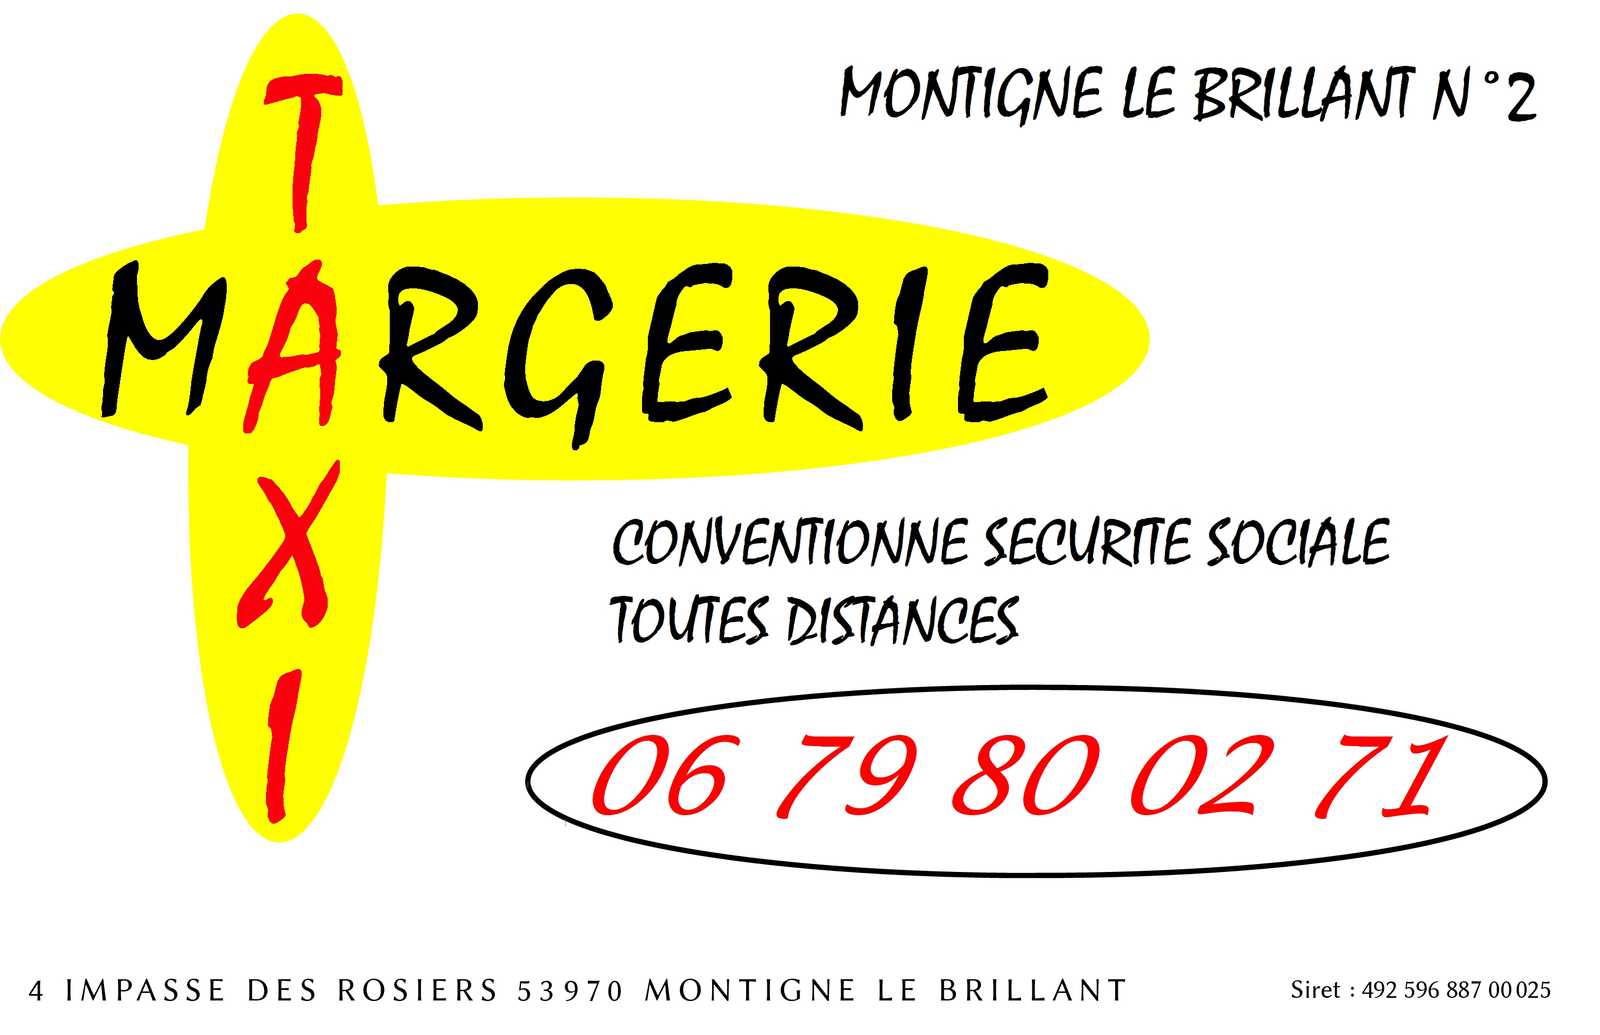 MONTIGNE LE BRILLANT N°2
TAXI
MARGERIE
CONVENTIONNE SECURITE SOCIALE
TOUTES DISTANCES
06 79 80 02 71
4 IMPASSE DES ROSIERS 53970 MONTIGNE LE BRILLANT
Siret : 492 596 887 00025